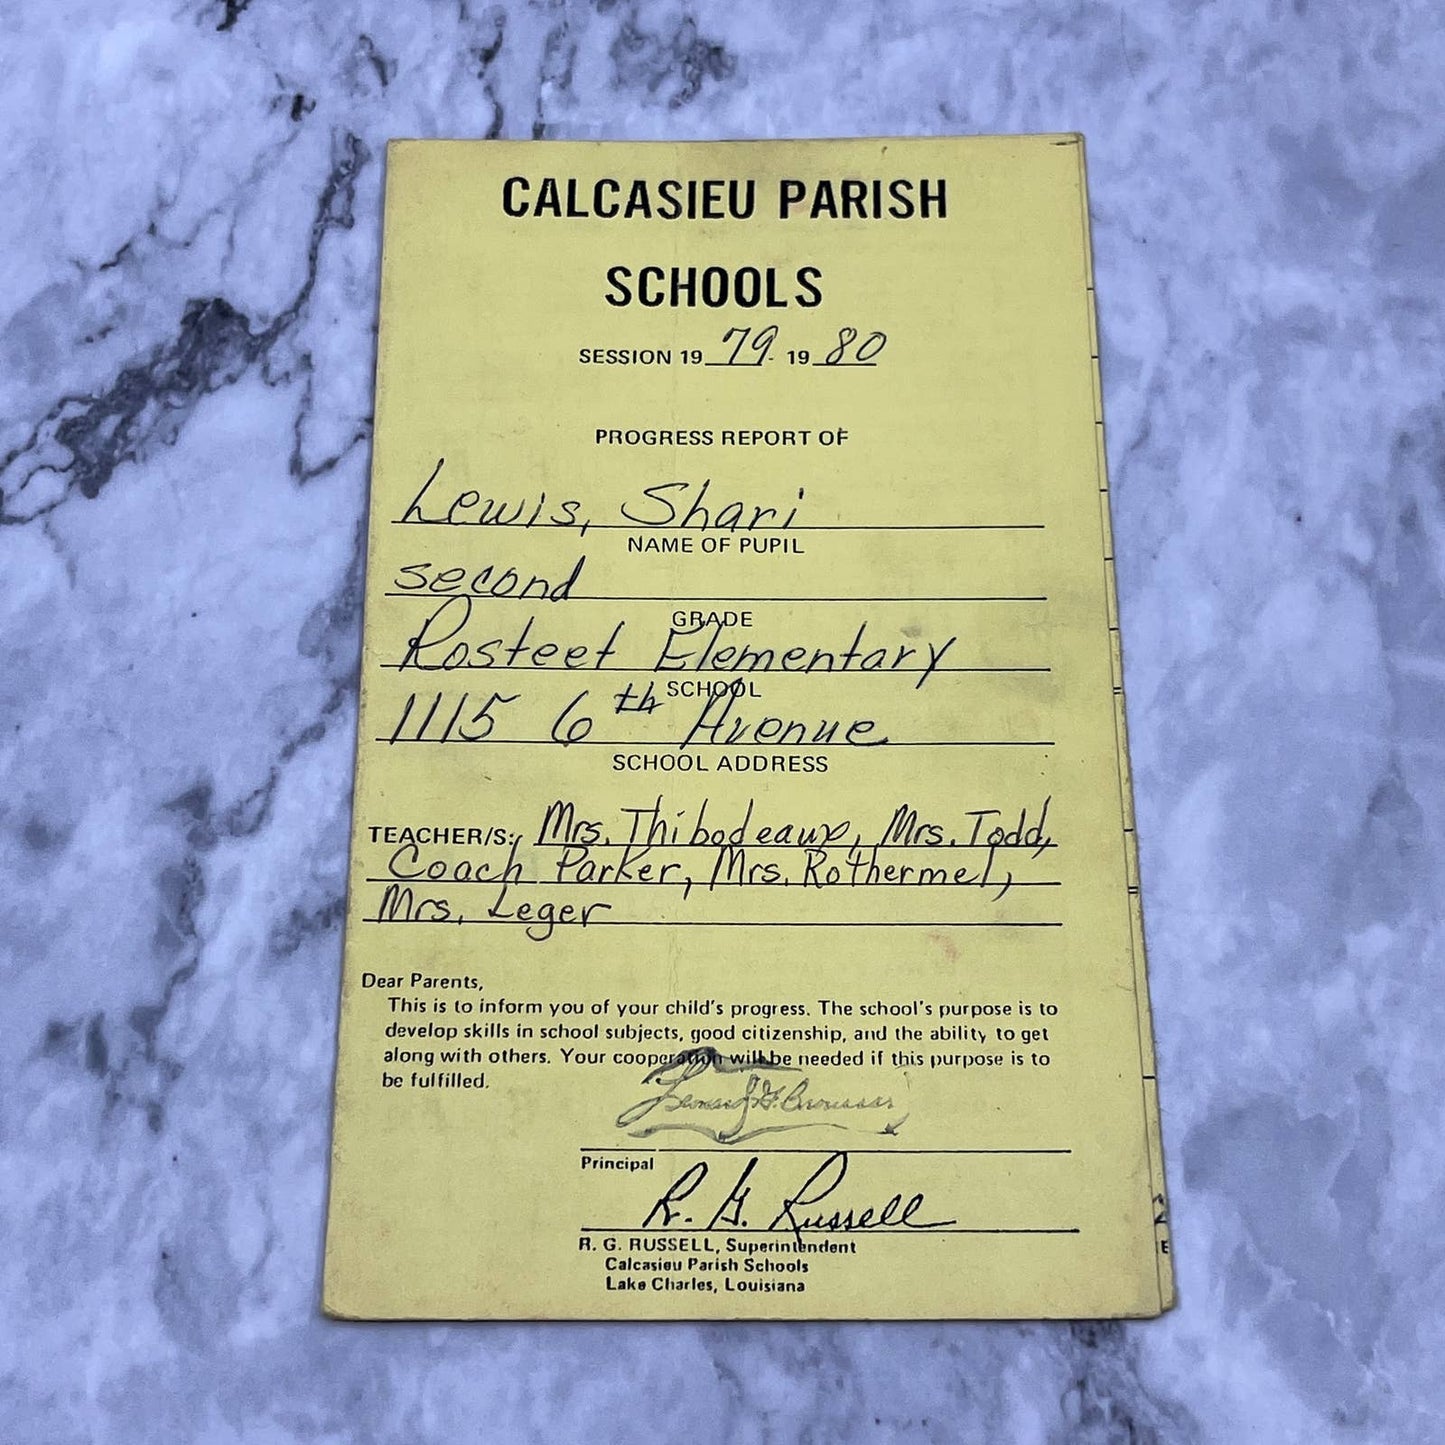 CALCASIEU PARISH
SCHOOLS
SESSION 19 79 - 19 80
PROGRESS REPORT OF
Lewis, Shari
NAME OF PUPIL
second
GRADE
Rosteet Elementary
SCHOOL
1115 6th Avenue
SCHOOL ADDRESS
TEACHER/S: Mrs. Thibodeaux, Mrs. Todd,
Coach Parker, Mrs. Rothermel,
Mrs. Leger
Dear Parents,
This is to inform you of your child's progress. The school's purpose is to
develop skills in school subjects, good citizenship, and the ability to get
along with others. Your cooperation will be needed if this purpose is to
be fulfilled.
Principal
R. G. Russell
R. G. RUSSELL, Superintendent
Calcasieu Parish Schools
Lake Charles, Louisiana